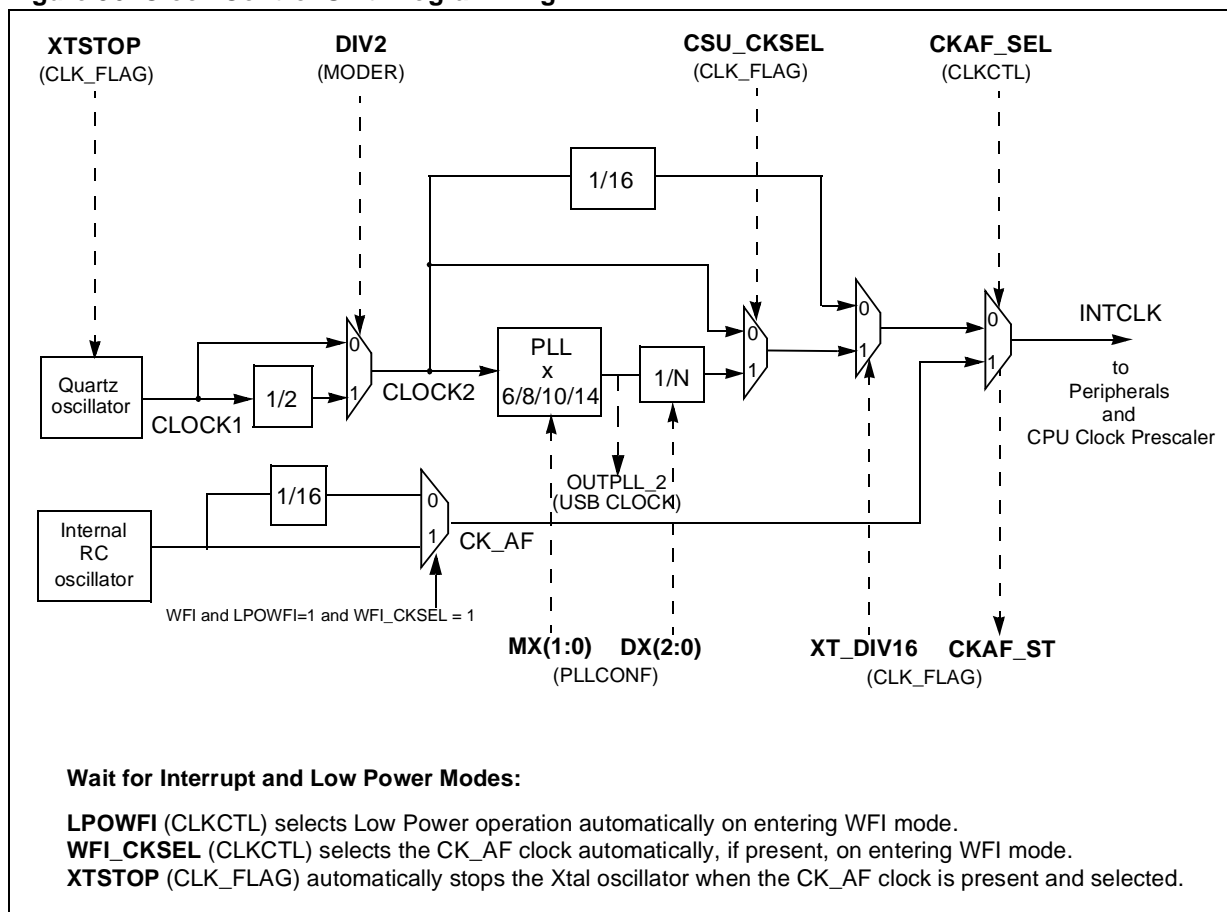 XTSTOP
(CLK_FLAG)
DIV2
(MODER)
CSU_CKSEL
(CLK_FLAG)
CKAF_SEL
(CLKCTL)
1/16
Quartz
oscillator
CLOCK1
1/2
0
1
CLOCK2
PLL
x
6/8/10/14
1/N
0
1
0
1
0
1
INTCLK
to
Peripherals
and
CPU Clock Prescaler
OUTPLL_2
(USB CLOCK)
Internal
RC
oscillator
1/16
0
1
CK_AF
WFI and LPOWFI=1 and WFI_CKSEL = 1
MX(1:0)
DX(2:0)
(PLLCONF)
XT_DIV16
CKAF_ST
(CLK_FLAG)
Wait for Interrupt and Low Power Modes:
LPOWFI (CLKCTL) selects Low Power operation automatically on entering WFI mode.
WFI_CKSEL (CLKCTL) selects the CK_AF clock automatically, if present, on entering WFI mode.
XTSTOP (CLK_FLAG) automatically stops the Xtal oscillator when the CK_AF clock is present and selected.